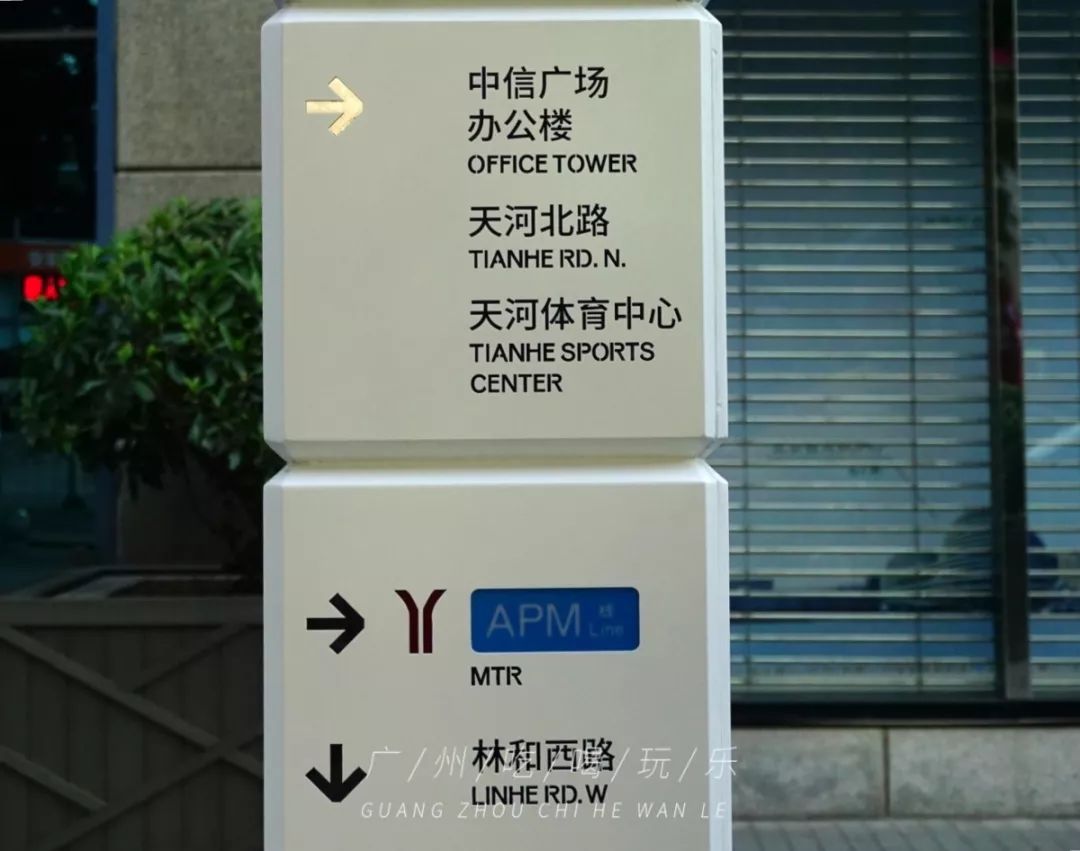 中信广场
办公楼
OFFICE TOWER
天河北路
TIANHE RD. N.
天河体育中心
TIANHE SPORTS
CENTER
APM 线
Line
MTR
林和西路
LINHE RD. W
广/州/吃/喝/玩/乐
GUANG ZHOU CHI HE WAN LE